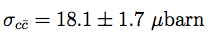 σ_{cc̄} = 18.1 ± 1.7 μbarn